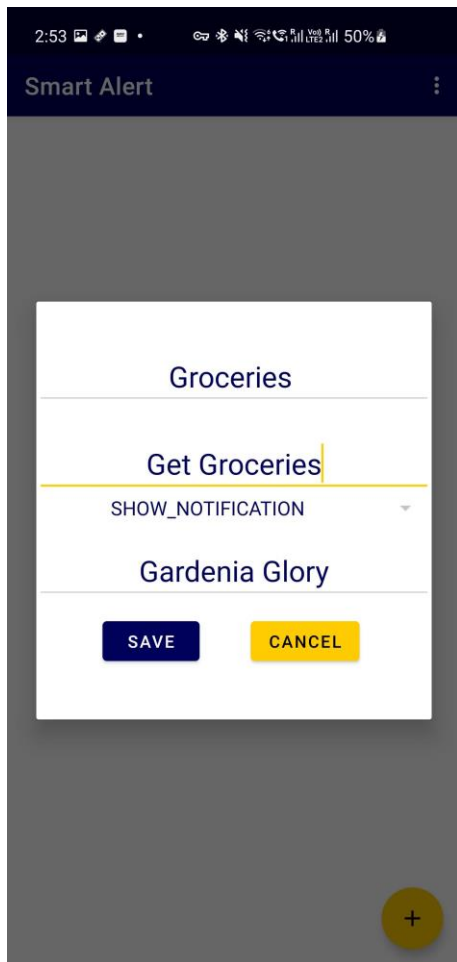 2:53 50%
Smart Alert
Groceries
Get Groceries
SHOW_NOTIFICATION
Gardenia Glory
SAVE CANCEL
+